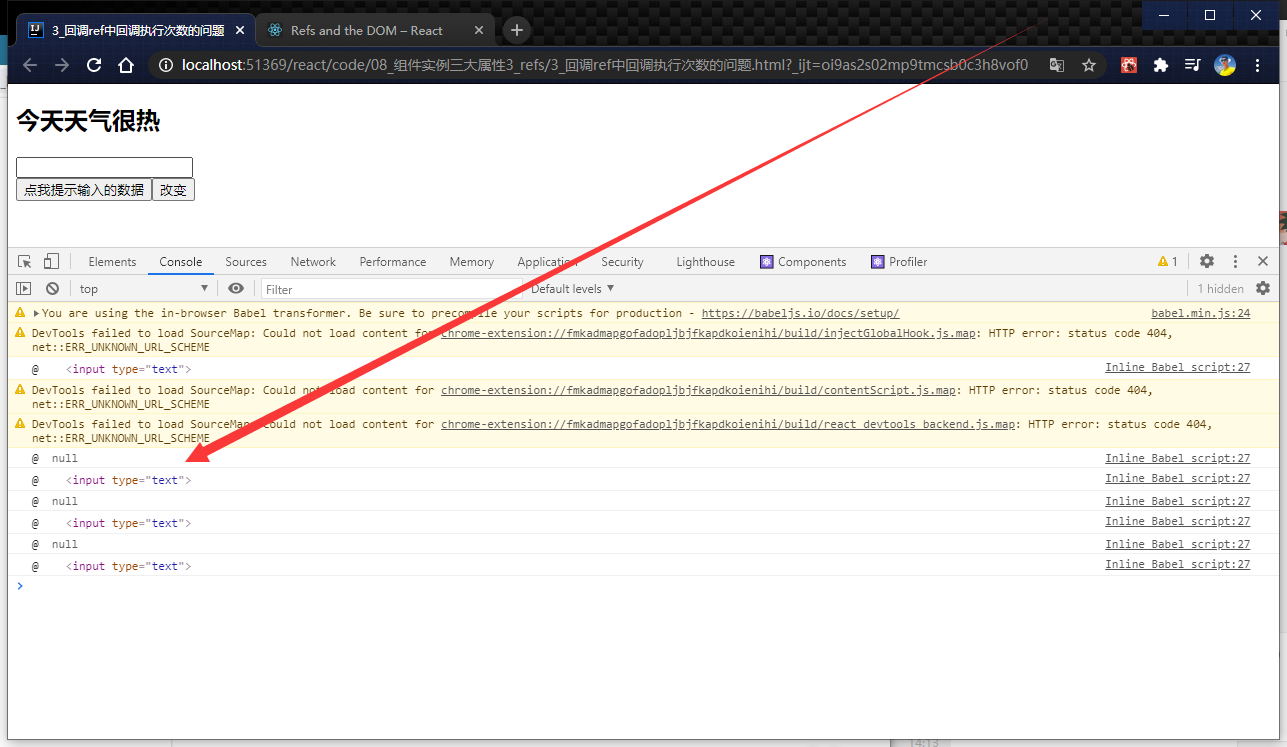 3_回调ref中回调执行次数的问题
Refs and the DOM – React
localhost:51369/react/code/08_组件实例三大属性3_refs/3_回调ref中回调执行次数的问题.html?_ijt=oi9as2s02mp9tmcsb0c3h8vof0
今天天气很热
点我提示输入的数据 改变
Elements Console Sources Network Performance Memory Application Security Lighthouse Components Profiler 1
top Filter Default levels 1 hidden
You are using the in-browser Babel transformer. Be sure to precompile your scripts for production - https://babeljs.io/docs/setup/ babel.min.js:24
DevTools failed to load SourceMap: Could not load content for chrome-extension://fmkadmapgofadopljbjfkapdkoienihi/build/injectGlobalHook.js.map: HTTP error: status code 404,
net::ERR_UNKNOWN_URL_SCHEME
@ <input type="text"> Inline Babel script:27
DevTools failed to load SourceMap: Could not load content for chrome-extension://fmkadmapgofadopljbjfkapdkoienihi/build/contentScript.js.map: HTTP error: status code 404,
net::ERR_UNKNOWN_URL_SCHEME
DevTools failed to load SourceMap: Could not load content for chrome-extension://fmkadmapgofadopljbjfkapdkoienihi/build/react_devtools_backend.js.map: HTTP error: status code 404,
net::ERR_UNKNOWN_URL_SCHEME
@ null Inline Babel script:27
@ <input type="text"> Inline Babel script:27
@ null Inline Babel script:27
@ <input type="text"> Inline Babel script:27
@ null Inline Babel script:27
@ <input type="text"> Inline Babel script:27
14:13